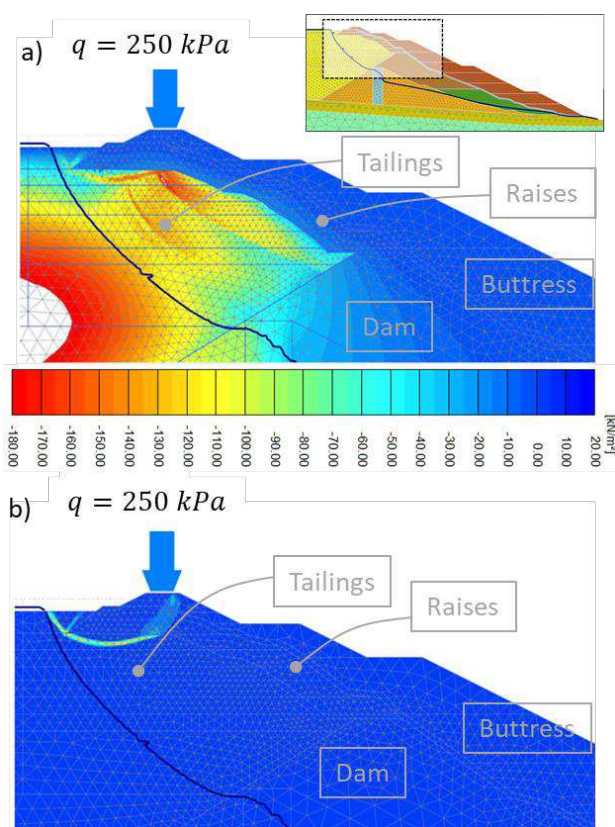 a)
q = 250 kPa
Tailings
Raises
Buttress
Dam
[kN/m²]
-180.00
-170.00
-160.00
-150.00
-140.00
-130.00
-120.00
-110.00
-100.00
-90.00
-80.00
-70.00
-60.00
-50.00
-40.00
-30.00
-20.00
-10.00
0.00
10.00
20.00
b)
q = 250 kPa
Tailings
Raises
Buttress
Dam